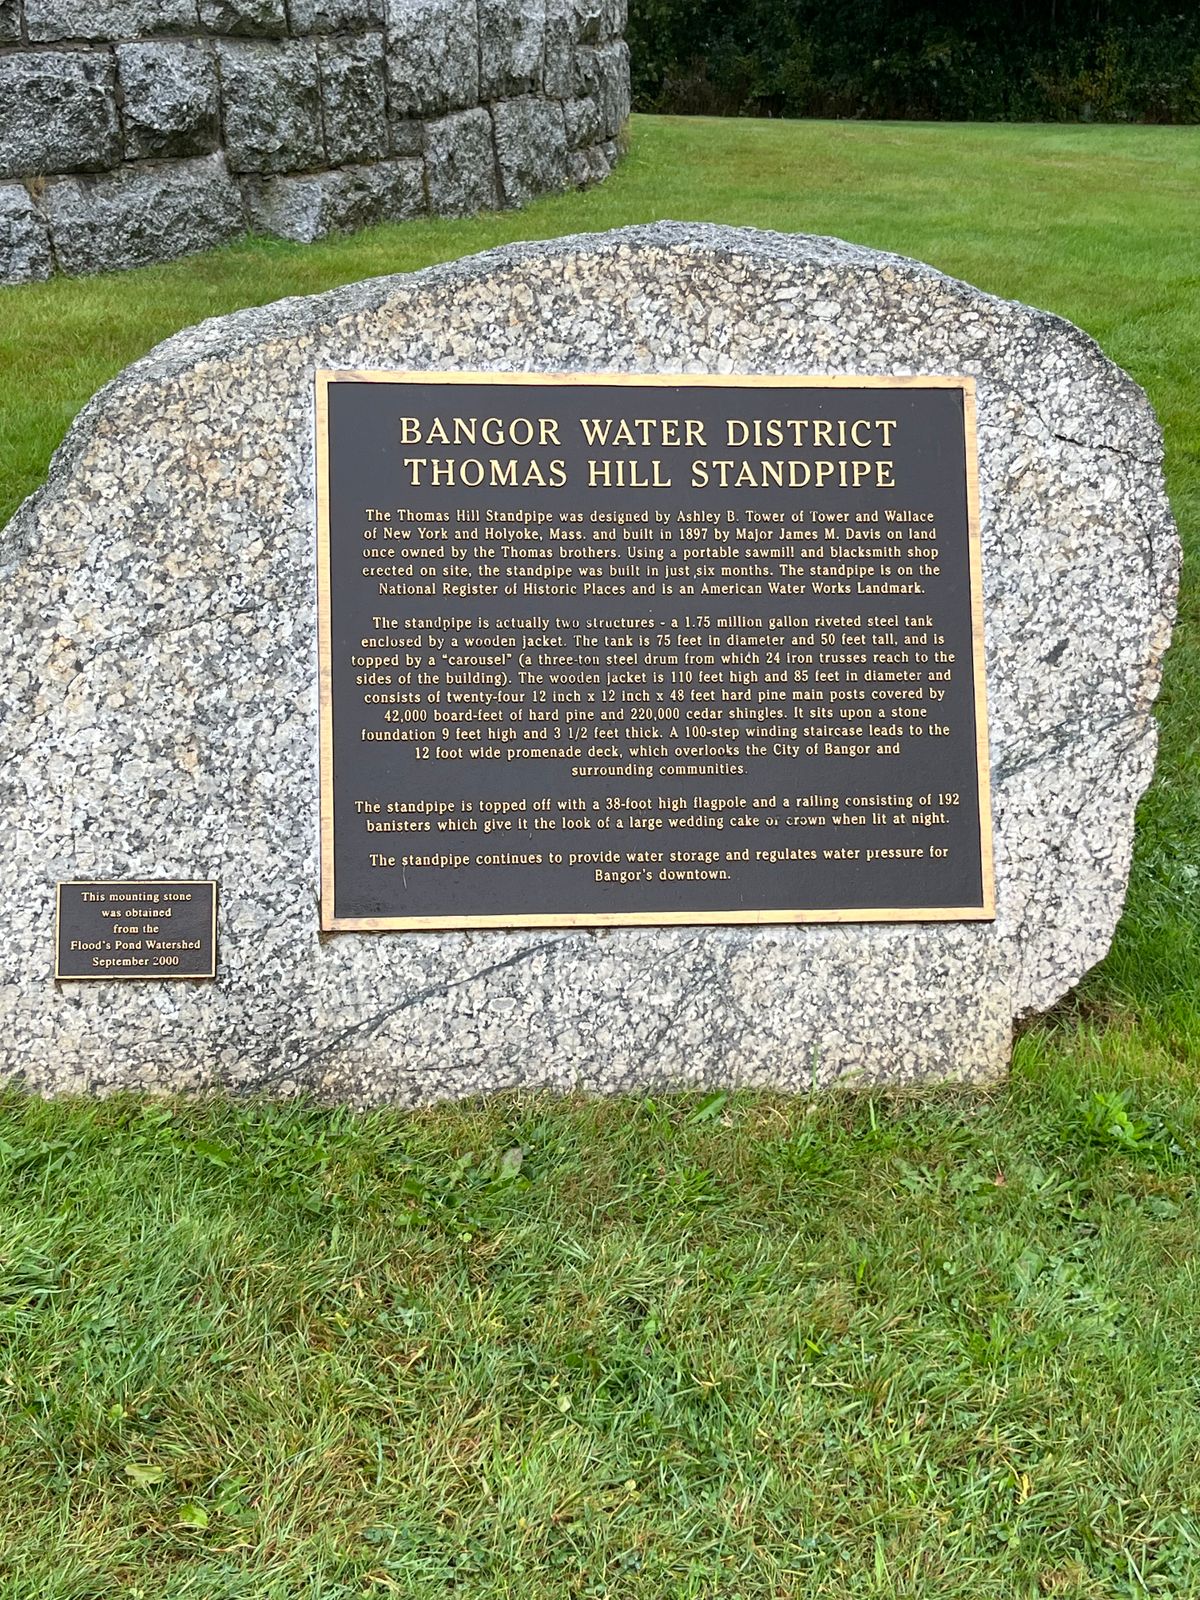 BANGOR WATER DISTRICT
THOMAS HILL STANDPIPE
The Thomas Hill Standpipe was designed by Ashley B. Tower of Tower and Wallace
of New York and Holyoke, Mass. and built in 1897 by Major James M. Davis on land
once owned by the Thomas brothers. Using a portable sawmill and blacksmith shop
erected on site, the standpipe was built in just six months. The standpipe is on the
National Register of Historic Places and is an American Water Works Landmark.
The standpipe is actually two structures - a 1.75 million gallon riveted steel tank
enclosed by a wooden jacket. The tank is 75 feet in diameter and 50 feet tall, and is
topped by a "carousel" (a three-ton steel drum from which 24 iron trusses reach to the
sides of the building). The wooden jacket is 110 feet high and 85 feet in diameter and
consists of twenty-four 12 inch x 12 inch x 48 feet hard pine main posts covered by
42,000 board-feet of hard pine and 220,000 cedar shingles. It sits upon a stone
foundation 9 feet high and 3 1/2 feet thick. A 100-step winding staircase leads to the
12 foot wide promenade deck, which overlooks the City of Bangor and
surrounding communities.
The standpipe is topped off with a 38-foot high flagpole and a railing consisting of 192
banisters which give it the look of a large wedding cake or crown when lit at night.
The standpipe continues to provide water storage and regulates water pressure for
Bangor's downtown.
This mounting stone
was obtained
from the
Flood's Pond Watershed
September 2000